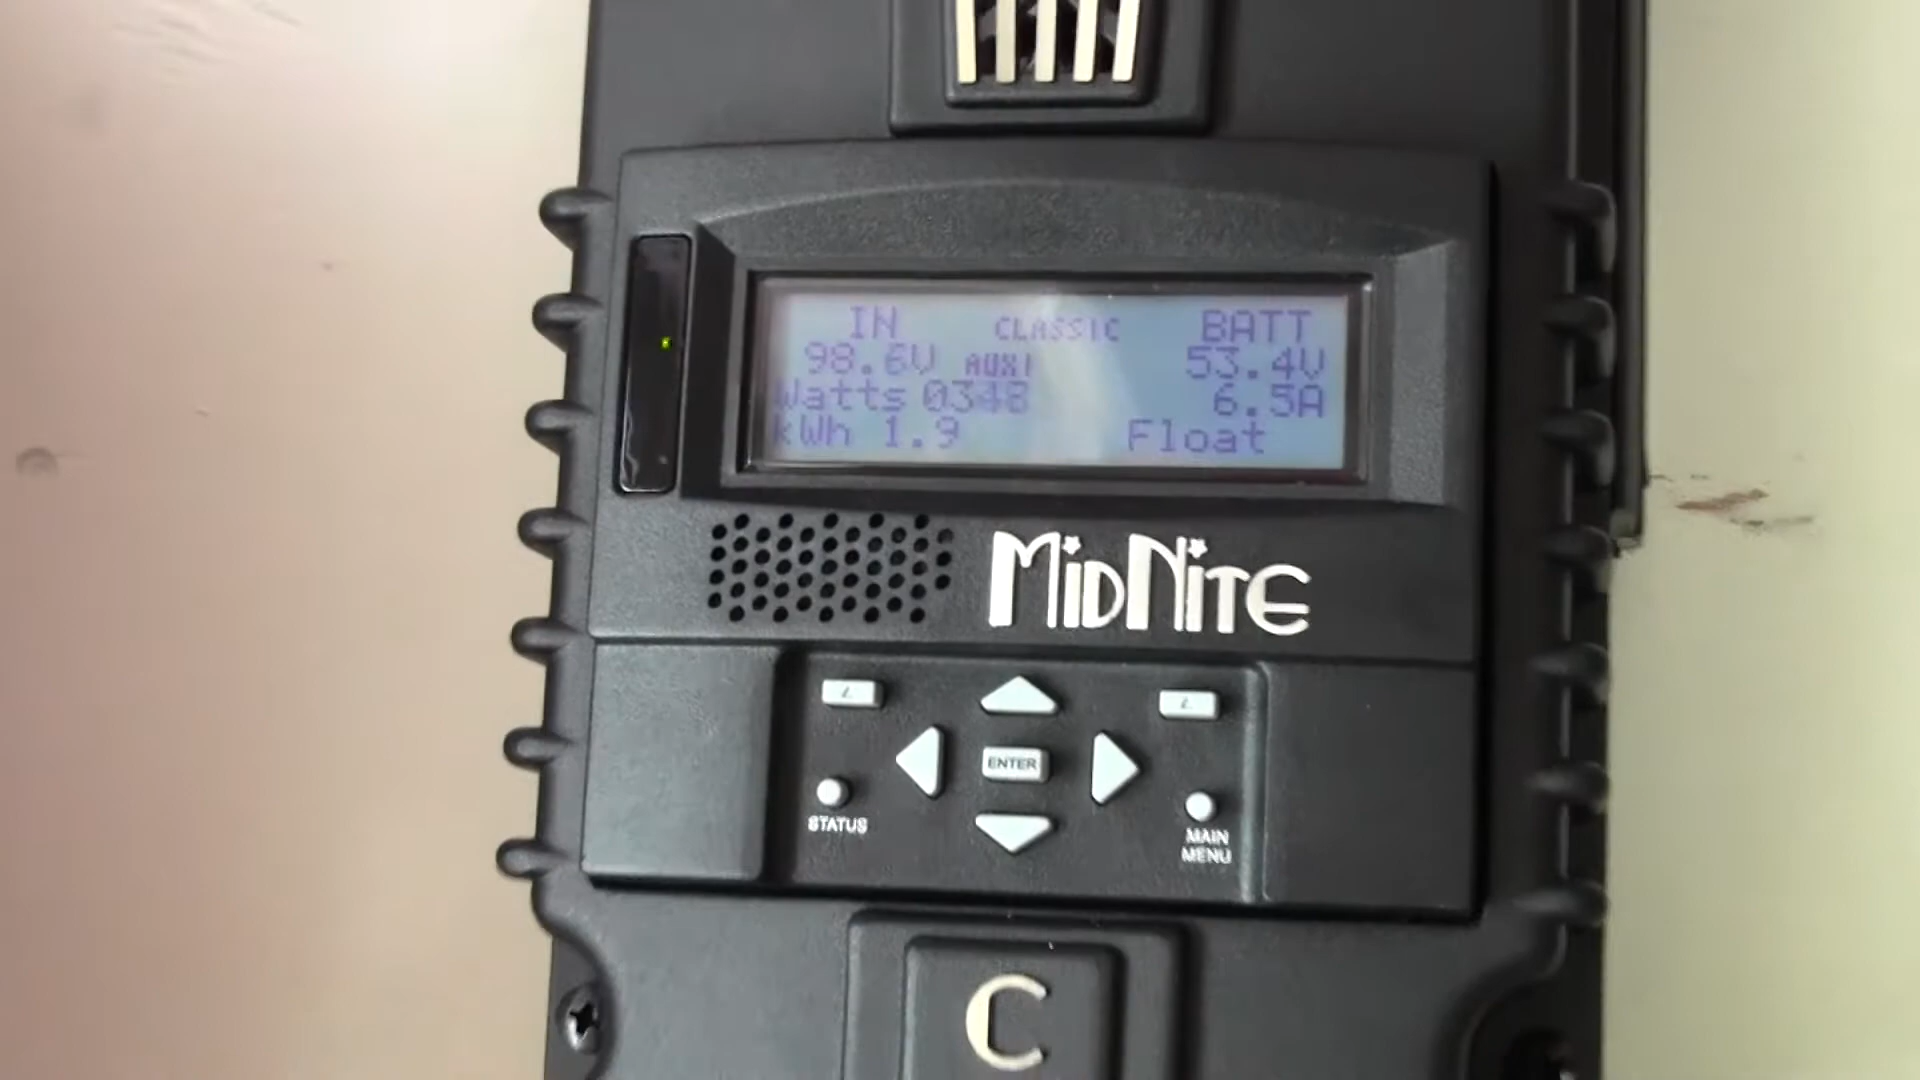 IN CLASSIC BATT
98.6V AUX1 53.4V
Watts 0348 6.5A
kWh 1.9 Float
MIDNITE
ENTER
STATUS
MAIN
MENU
C